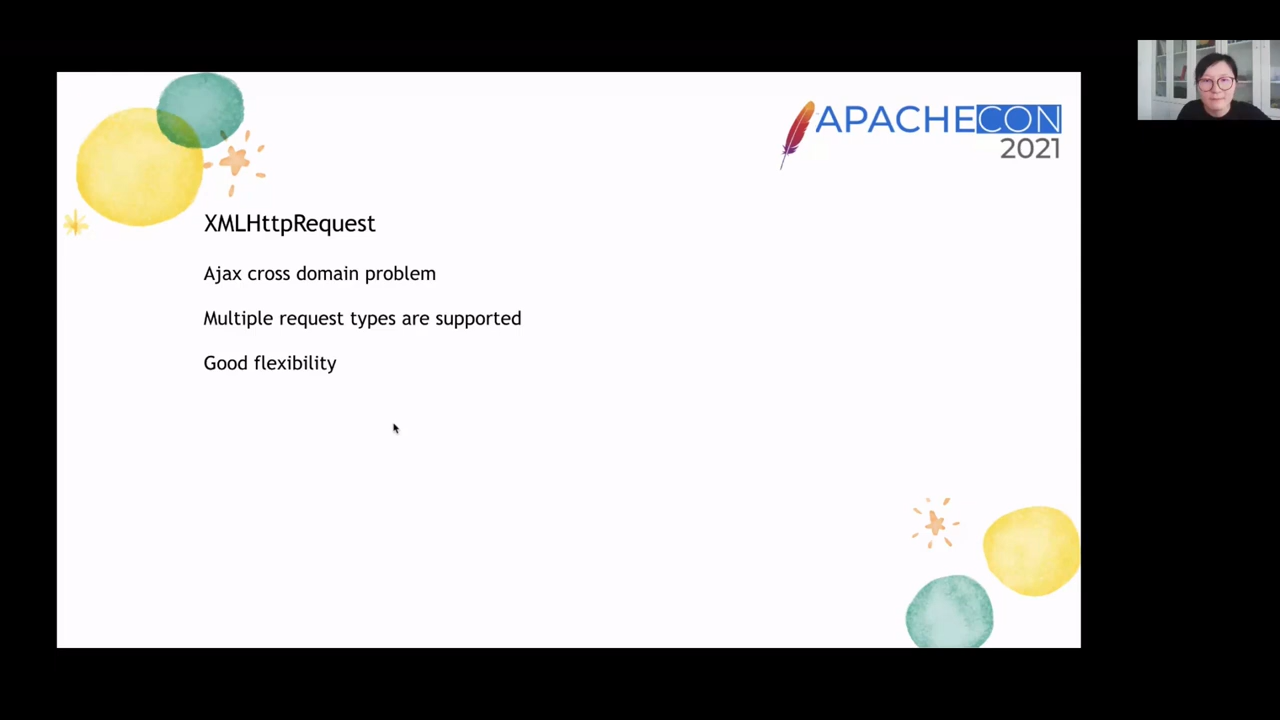 APACHECON
2021
XMLHttpRequest
Ajax cross domain problem
Multiple request types are supported
Good flexibility